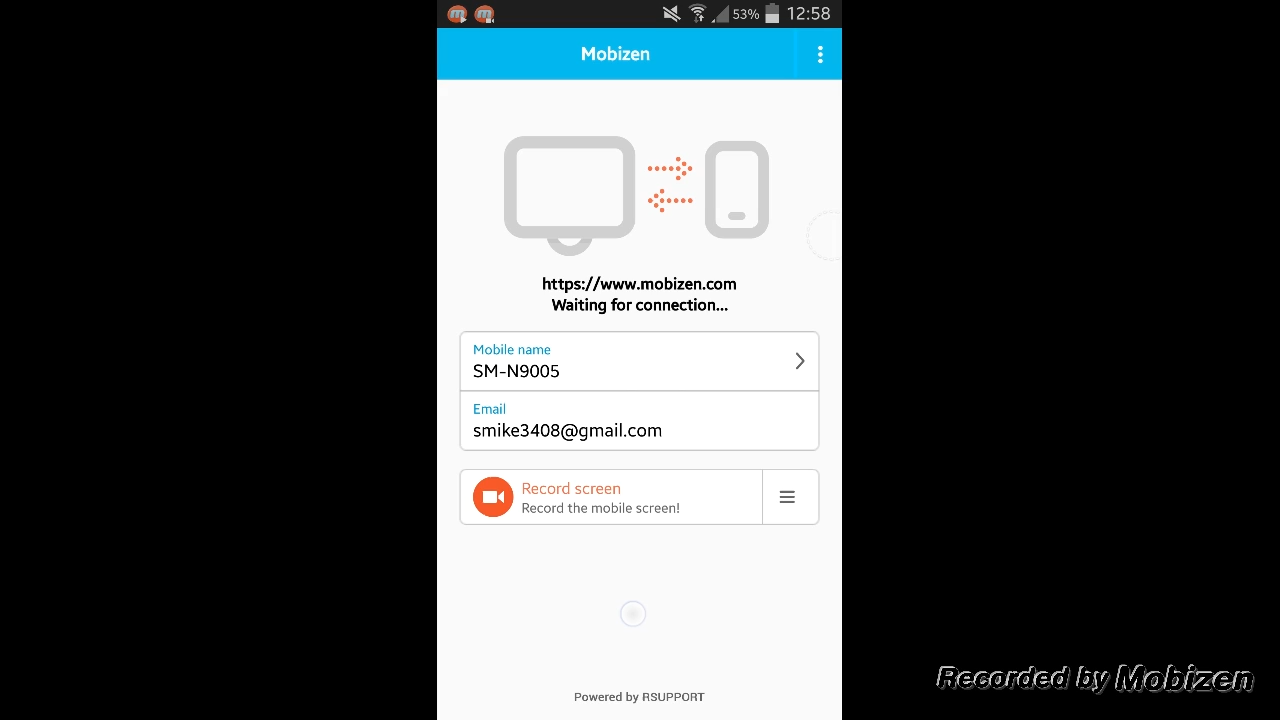 53% 12:58
Mobizen
https://www.mobizen.com
Waiting for connection...
Mobile name
SM-N9005
Email
smike3408@gmail.com
Record screen
Record the mobile screen!
Powered by RSUPPORT
Recorded by Mobizen